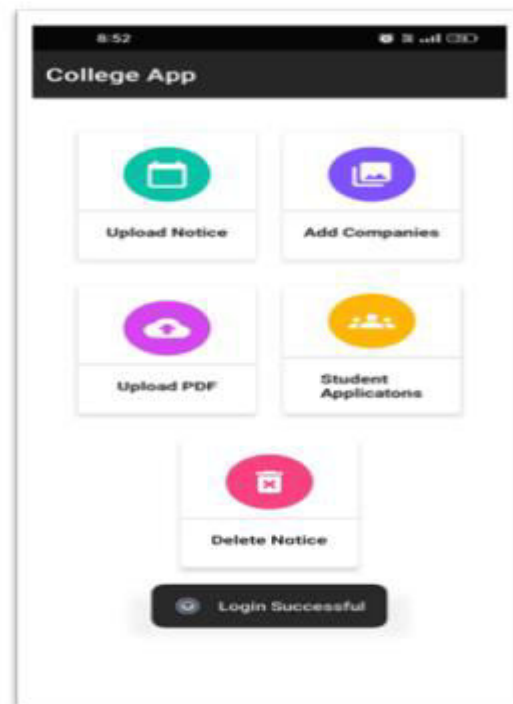 8:52
College App
Upload Notice
Add Companies
Upload PDF
Student
Applicatons
Delete Notice
Login Successful